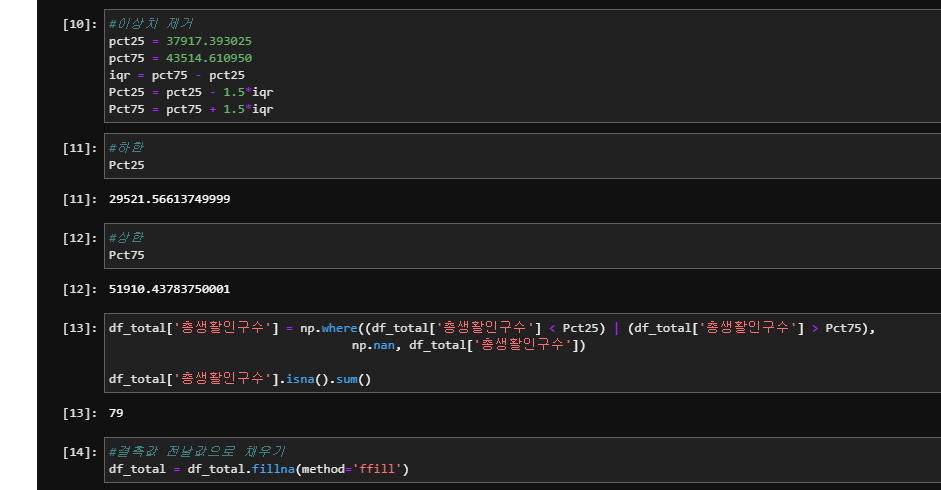 [10]: #이상치 제거
pct25 = 37917.393025
pct75 = 43514.610950
iqr = pct75 - pct25
Pct25 = pct25 - 1.5*iqr
Pct75 = pct75 + 1.5*iqr
[11]: #하한
Pct25
[11]: 29521.56613749999
[12]: #상한
Pct75
[12]: 51910.43783750001
[13]: df_total['총생활인구수'] = np.where((df_total['총생활인구수'] < Pct25) | (df_total['총생활인구수'] > Pct75),
np.nan, df_total['총생활인구수'])
df_total['총생활인구수'].isna().sum()
[13]: 79
[14]: #결측값 전날값으로 채우기
df_total = df_total.fillna(method='ffill')